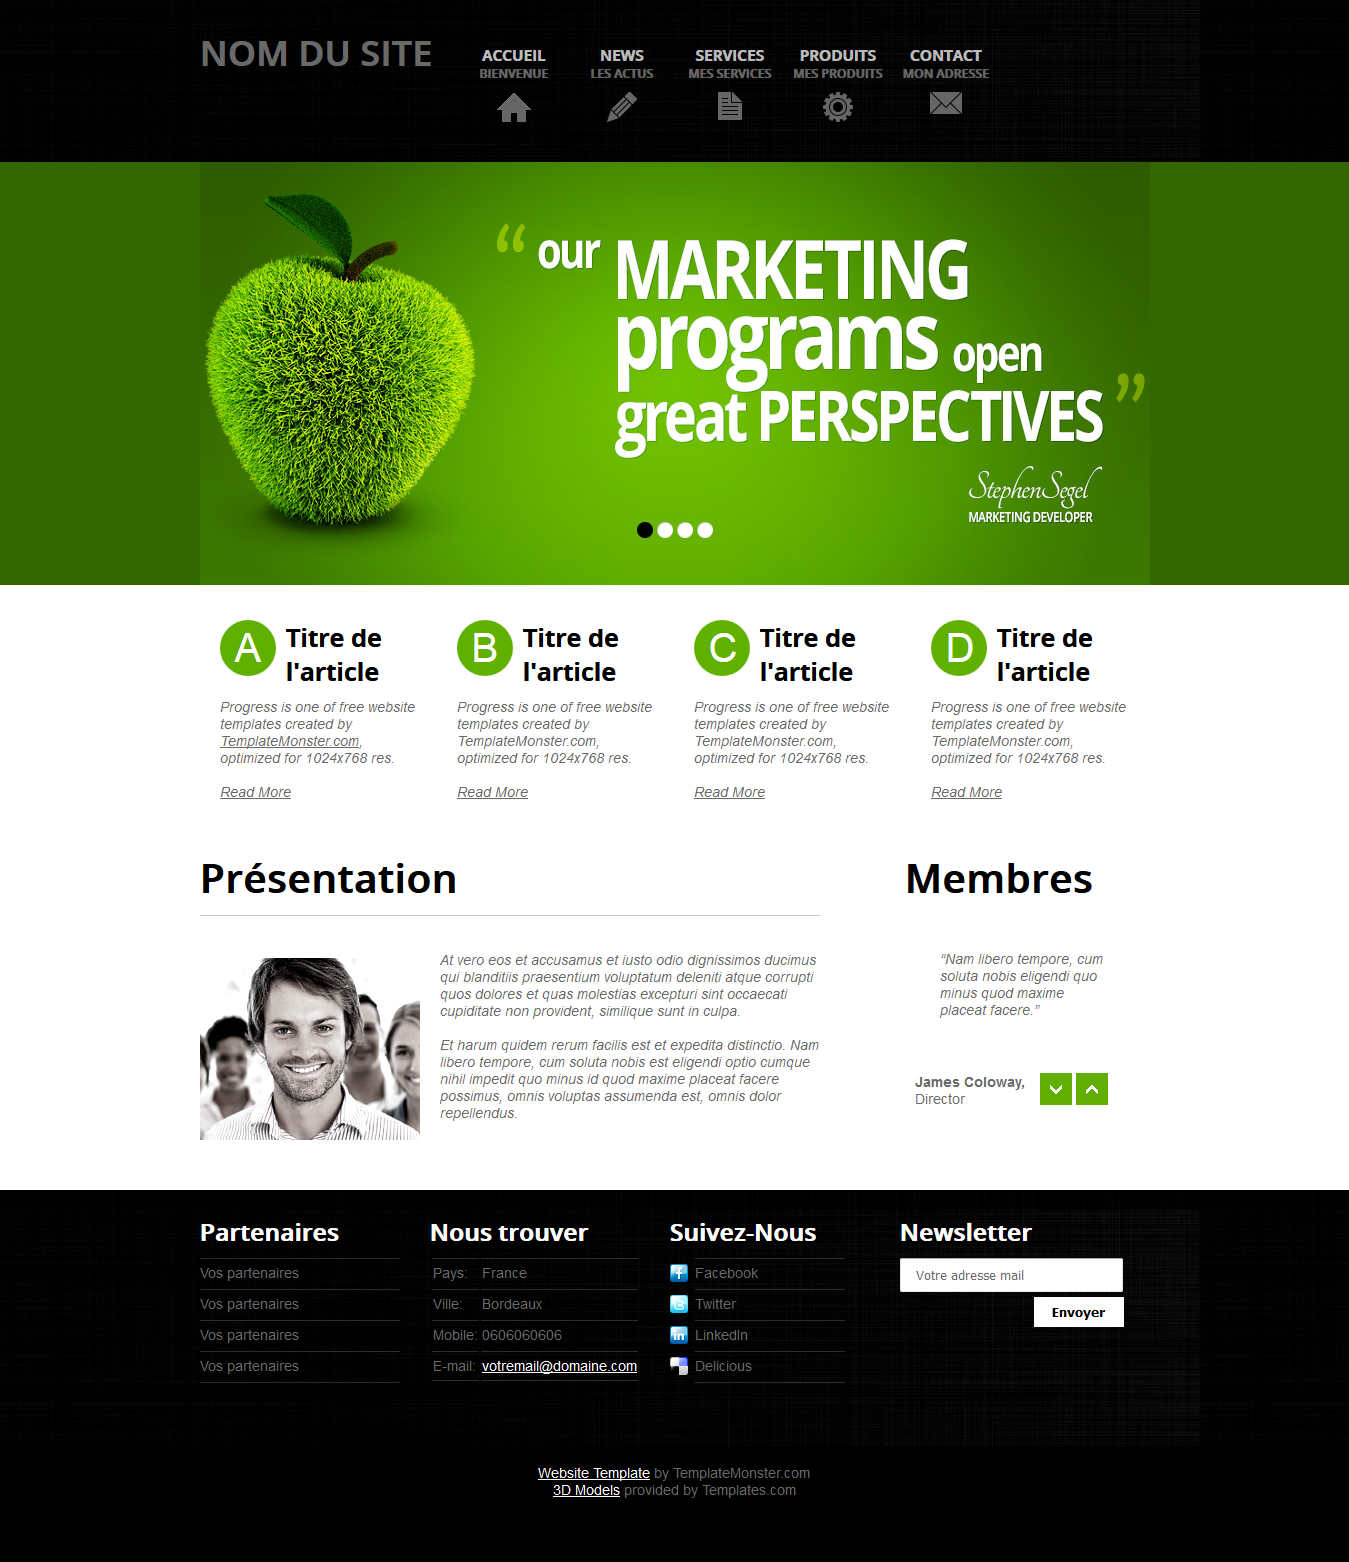 NOM DU SITE
ACCUEIL NEWS SERVICES PRODUITS CONTACT
BIENVENUE LES ACTUS MES SERVICES MES PRODUITS MON ADRESSE
“ our MARKETING
programs open
great PERSPECTIVES ”
StephenSegel
MARKETING DEVELOPER
A Titre de
l'article
Progress is one of free website
templates created by
TemplateMonster.com,
optimized for 1024x768 res.
Read More
B Titre de
l'article
Progress is one of free website
templates created by
TemplateMonster.com,
optimized for 1024x768 res.
Read More
C Titre de
l'article
Progress is one of free website
templates created by
TemplateMonster.com,
optimized for 1024x768 res.
Read More
D Titre de
l'article
Progress is one of free website
templates created by
TemplateMonster.com,
optimized for 1024x768 res.
Read More
Présentation
At vero eos et accusamus et iusto odio dignissimos ducimus
qui blanditiis praesentium voluptatum deleniti atque corrupti
quos dolores et quas molestias excepturi sint occaecati
cupiditate non provident, similique sunt in culpa.
Et harum quidem rerum facilis est et expedita distinctio. Nam
libero tempore, cum soluta nobis est eligendi optio cumque
nihil impedit quo minus id quod maxime placeat facere
possimus, omnis voluptas assumenda est, omnis dolor
repellendus.
Membres
“Nam libero tempore, cum
soluta nobis eligendi quo
minus quod maxime
placeat facere.”
James Coloway,
Director
Partenaires
Vos partenaires
Vos partenaires
Vos partenaires
Vos partenaires
Nous trouver
Pays: France
Ville: Bordeaux
Mobile: 0606060606
E-mail: votremail@domaine.com
Suivez-Nous
Facebook
Twitter
LinkedIn
Delicious
Newsletter
Votre adresse mail
Envoyer
Website Template by TemplateMonster.com
3D Models provided by Templates.com